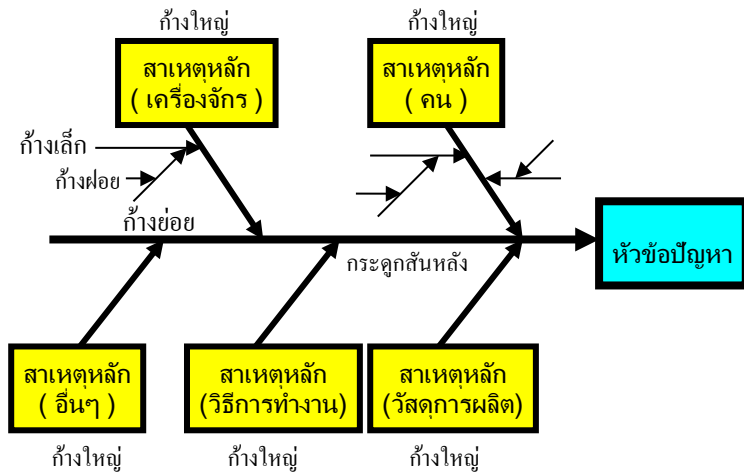 ก้างใหญ่
ก้างใหญ่
สาเหตุหลัก
( เครื่องจักร )
สาเหตุหลัก
( คน )
ก้างเล็ก
ก้างฝอย
ก้างย่อย
กระดูกสันหลัง
หัวข้อปัญหา
สาเหตุหลัก
( อื่นๆ )
สาเหตุหลัก
(วิธีการทำงาน)
สาเหตุหลัก
(วัสดุการผลิต)
ก้างใหญ่
ก้างใหญ่
ก้างใหญ่